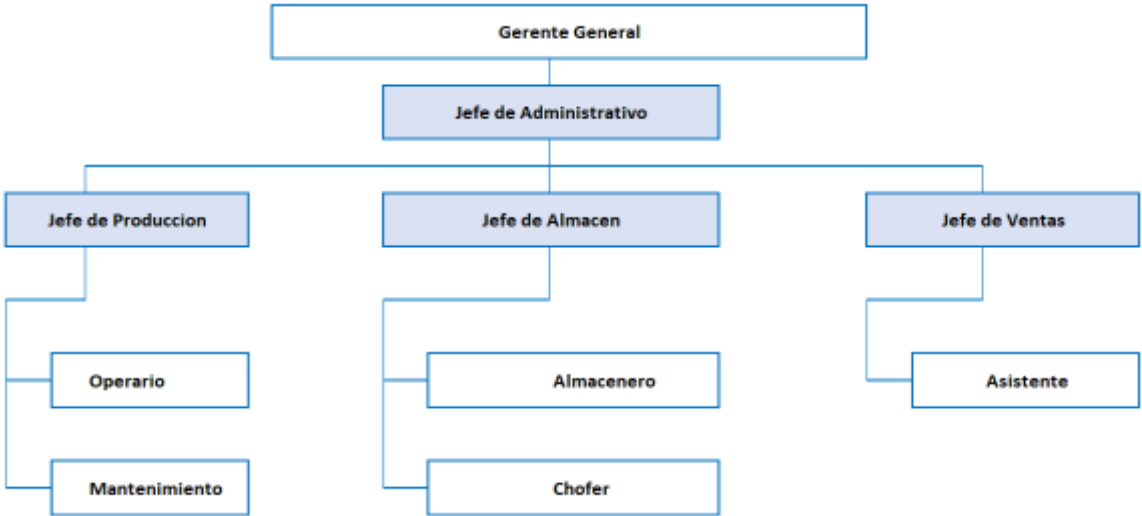 Gerente General
Jefe de Administrativo
Jefe de Produccion
Jefe de Almacen
Jefe de Ventas
Operario
Almacenero
Asistente
Mantenimiento
Chofer